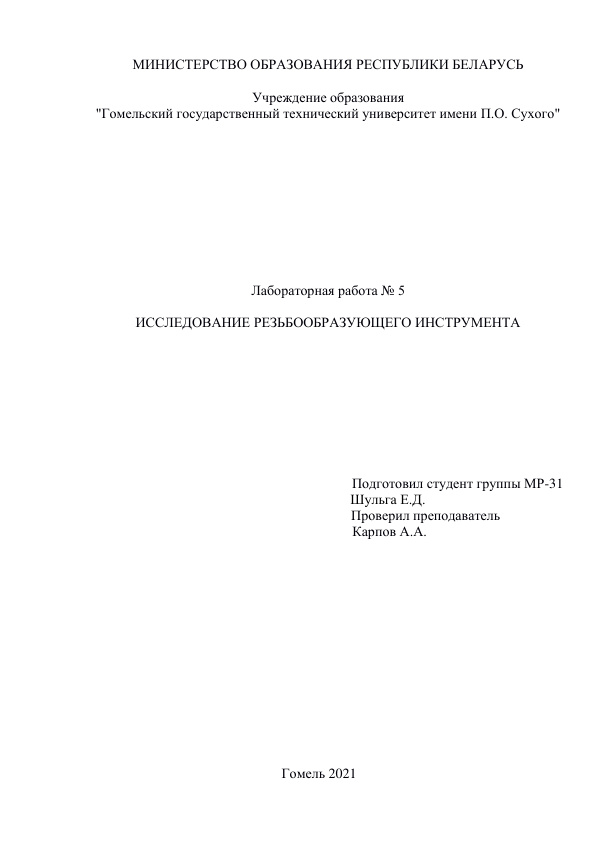 МИНИСТЕРСТВО ОБРАЗОВАНИЯ РЕСПУБЛИКИ БЕЛАРУСЬ
Учреждение образования
"Гомельский государственный технический университет имени П.О. Сухого"
Лабораторная работа № 5
ИССЛЕДОВАНИЕ РЕЗЬБООБРАЗУЮЩЕГО ИНСТРУМЕНТА
Подготовил студент группы МР-31
Шульга Е.Д.
Проверил преподаватель
Карпов А.А.
Гомель 2021